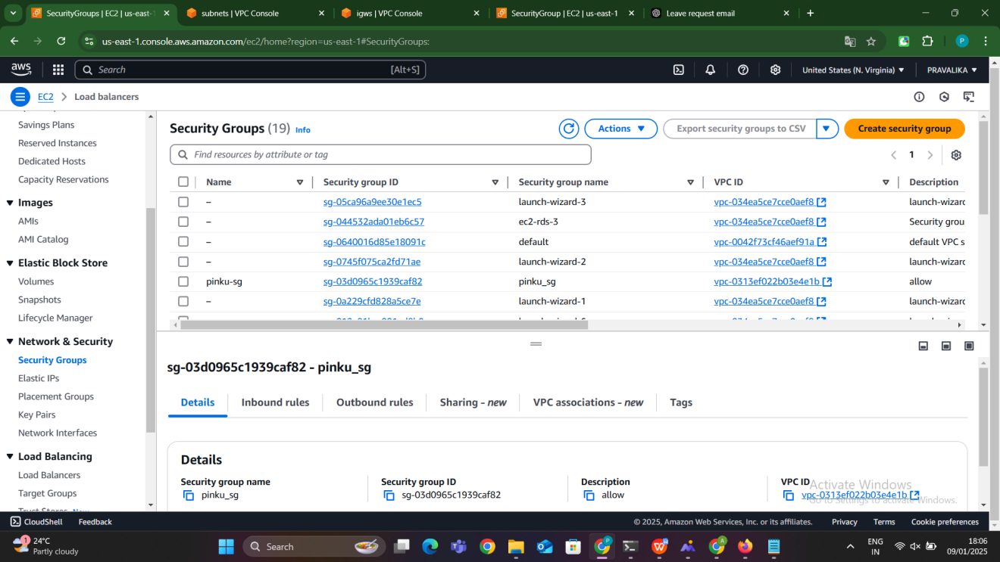 SecurityGroups | EC2 | us-east-1
subnets | VPC Console
igws | VPC Console
SecurityGroup | EC2 | us-east-1
Leave request email
us-east-1.console.aws.amazon.com/ec2/home?region=us-east-1#SecurityGroups:
P
aws
Search
[Alt+S]
United States (N. Virginia)
PRAVALIKA
EC2
Load balancers
Savings Plans
Reserved Instances
Dedicated Hosts
Capacity Reservations
Images
AMIs
AMI Catalog
Elastic Block Store
Volumes
Snapshots
Lifecycle Manager
Network & Security
Security Groups
Elastic IPs
Placement Groups
Key Pairs
Network Interfaces
Load Balancing
Load Balancers
Target Groups
Security Groups (19) Info
Actions
Export security groups to CSV
Create security group
Find resources by attribute or tag
1
Name Security group ID Security group name VPC ID Description
– sg-05ca96a9ee30e1ec5 launch-wizard-3 vpc-034ea5ce7cce0aef8 launch-wizard
– sg-044532ada01eb6c57 ec2-rds-3 vpc-034ea5ce7cce0aef8 Security grou
– sg-0640016d85e18091c default vpc-0042f73cf46aef91a default VPC s
– sg-0745f075ca2fd71ae launch-wizard-2 vpc-034ea5ce7cce0aef8 launch-wizard
pinku-sg sg-03d0965c1939caf82 pinku_sg vpc-0313ef022b03e4e1b allow
– sg-0a229cfd828a5ce7e launch-wizard-1 vpc-034ea5ce7cce0aef8 launch-wizard
sg-03d0965c1939caf82 - pinku_sg
Details
Inbound rules
Outbound rules
Sharing - new
VPC associations - new
Tags
Details
Security group name
pinku_sg
Security group ID
sg-03d0965c1939caf82
Description
allow
VPC ID
vpc-0313ef022b03e4e1b
Activate Windows
Go to Settings to activate Windows.
CloudShell
Feedback
© 2025, Amazon Web Services, Inc. or its affiliates.
Privacy
Terms
Cookie preferences
1
24°C
Partly cloudy
Search
ENG
IN
18:06
09/01/2025